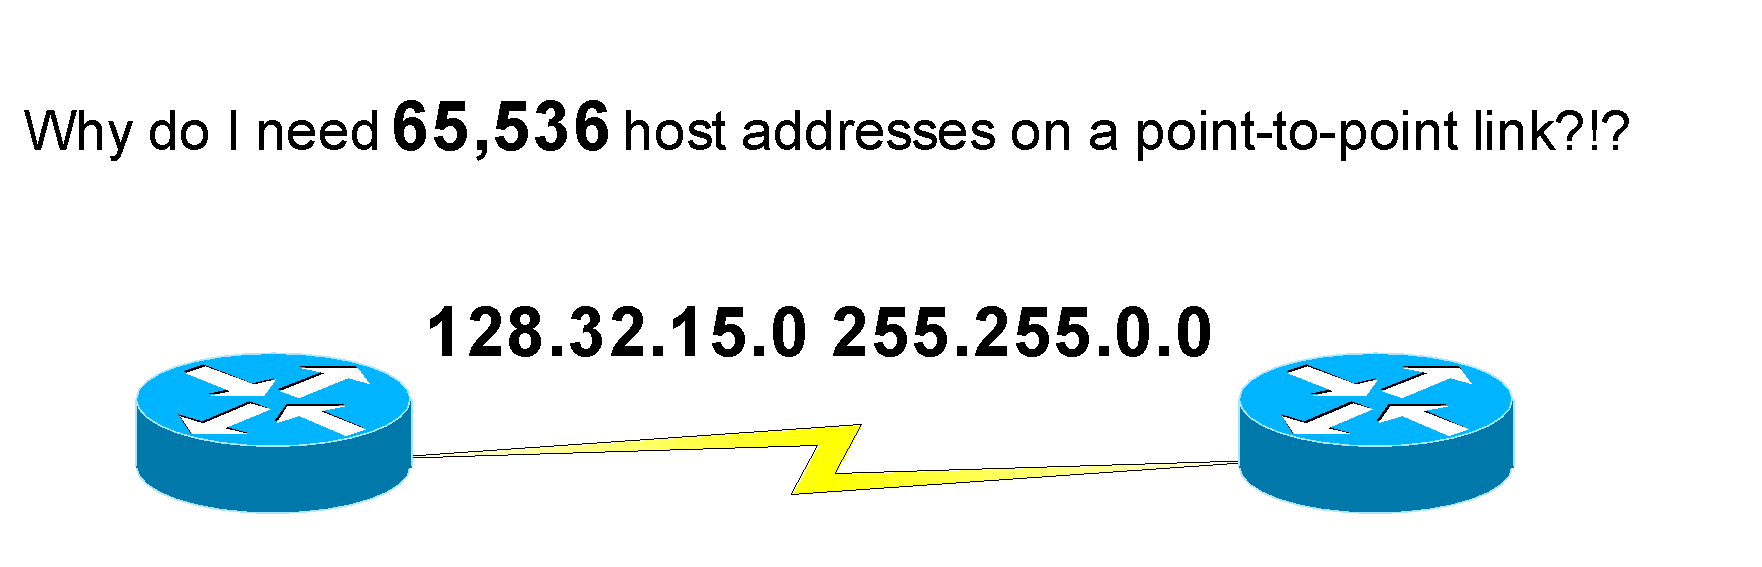 Why do I need 65,536 host addresses on a point-to-point link?!?
128.32.15.0 255.255.0.0